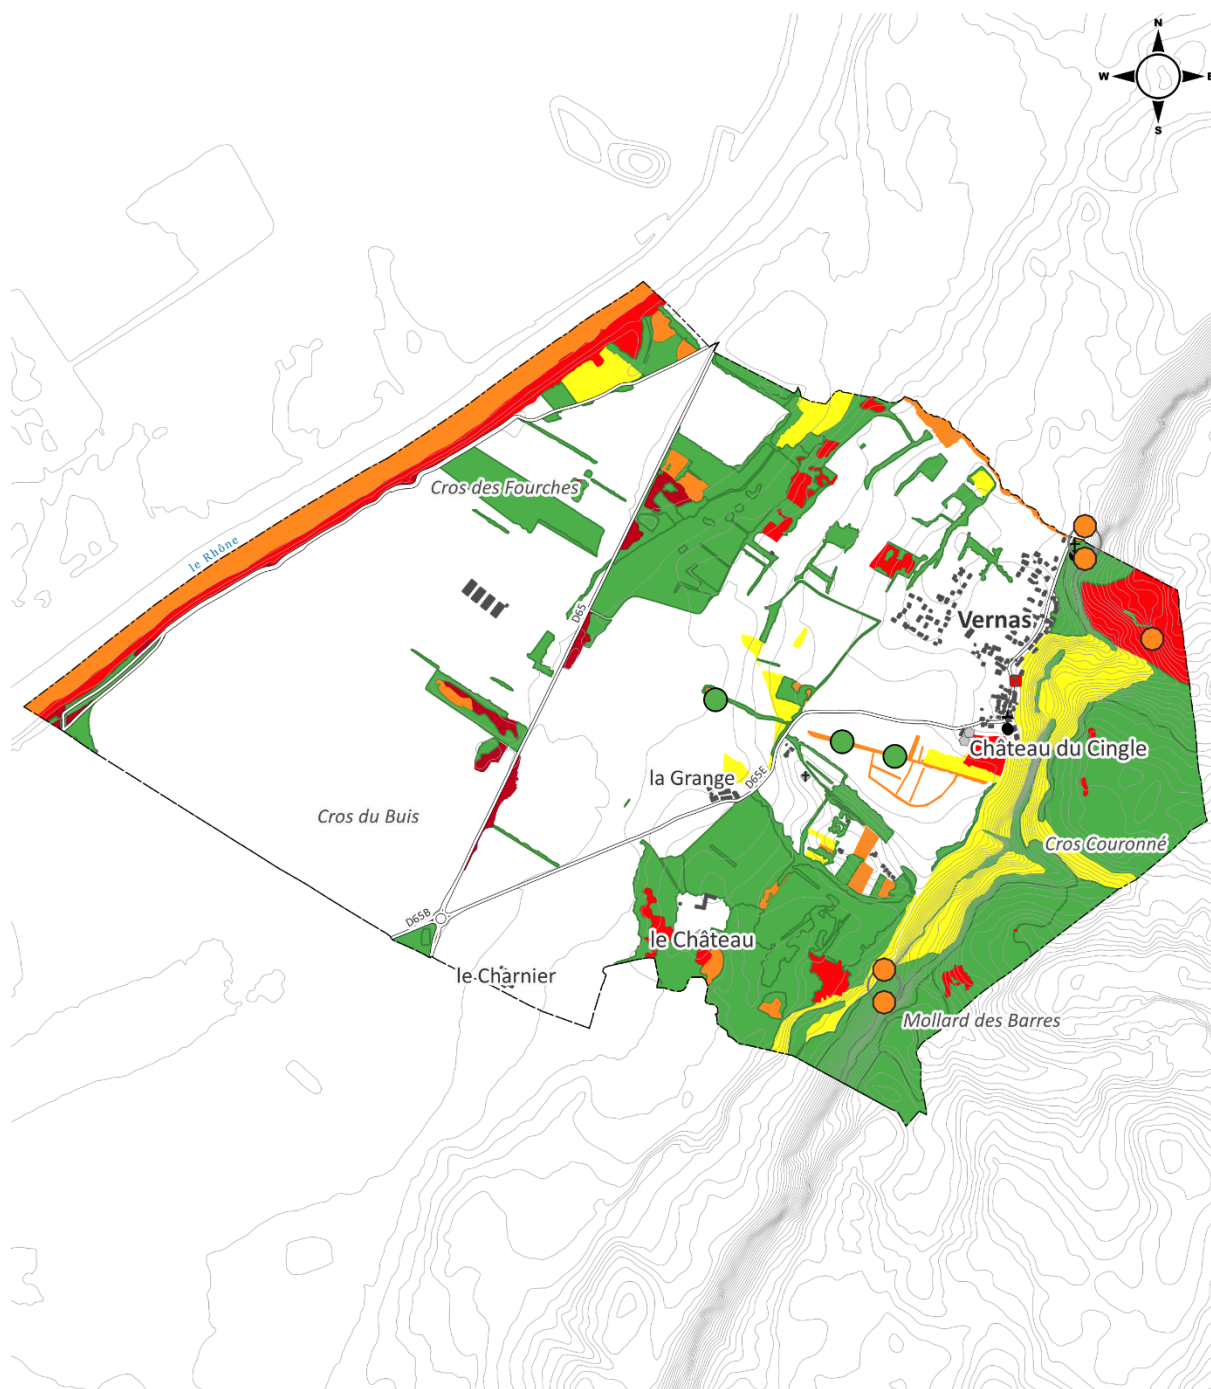 N
W
E
S
Cros des Fourches
le Rhône
D65
Vernas
Château du Cingle
la Grange
D65E
Cros du Buis
Cros Couronné
D65B
le Château
le Charnier
Mollard des Barres